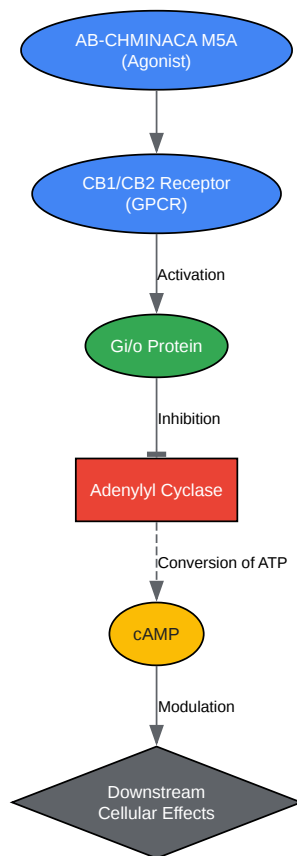 AB-CHMINACA M5A
(Agonist)
CB1/CB2 Receptor
(GPCR)
Activation
Gi/o Protein
Inhibition
Adenylyl Cyclase
Conversion of ATP
cAMP
Modulation
Downstream
Cellular Effects